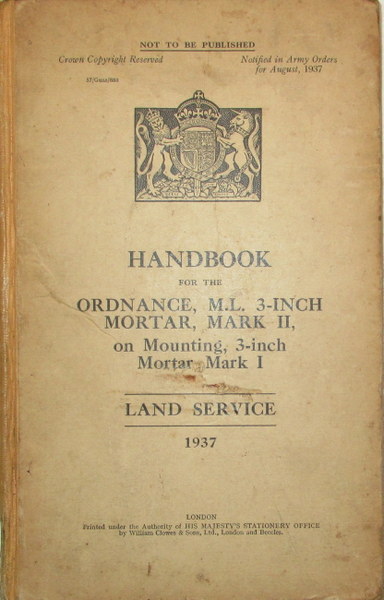 NOT TO BE PUBLISHED
Crown Copyright Reserved
Notified in Army Orders
for August, 1937
HANDBOOK
FOR THE
ORDNANCE, M.L. 3-INCH
MORTAR, MARK II,
on Mounting, 3-inch
Mortar Mark I
LAND SERVICE
1937
LONDON
Printed under the Authority of HIS MAJESTY'S STATIONERY OFFICE
by William Clowes & Sons, Ltd., London and Beccles.